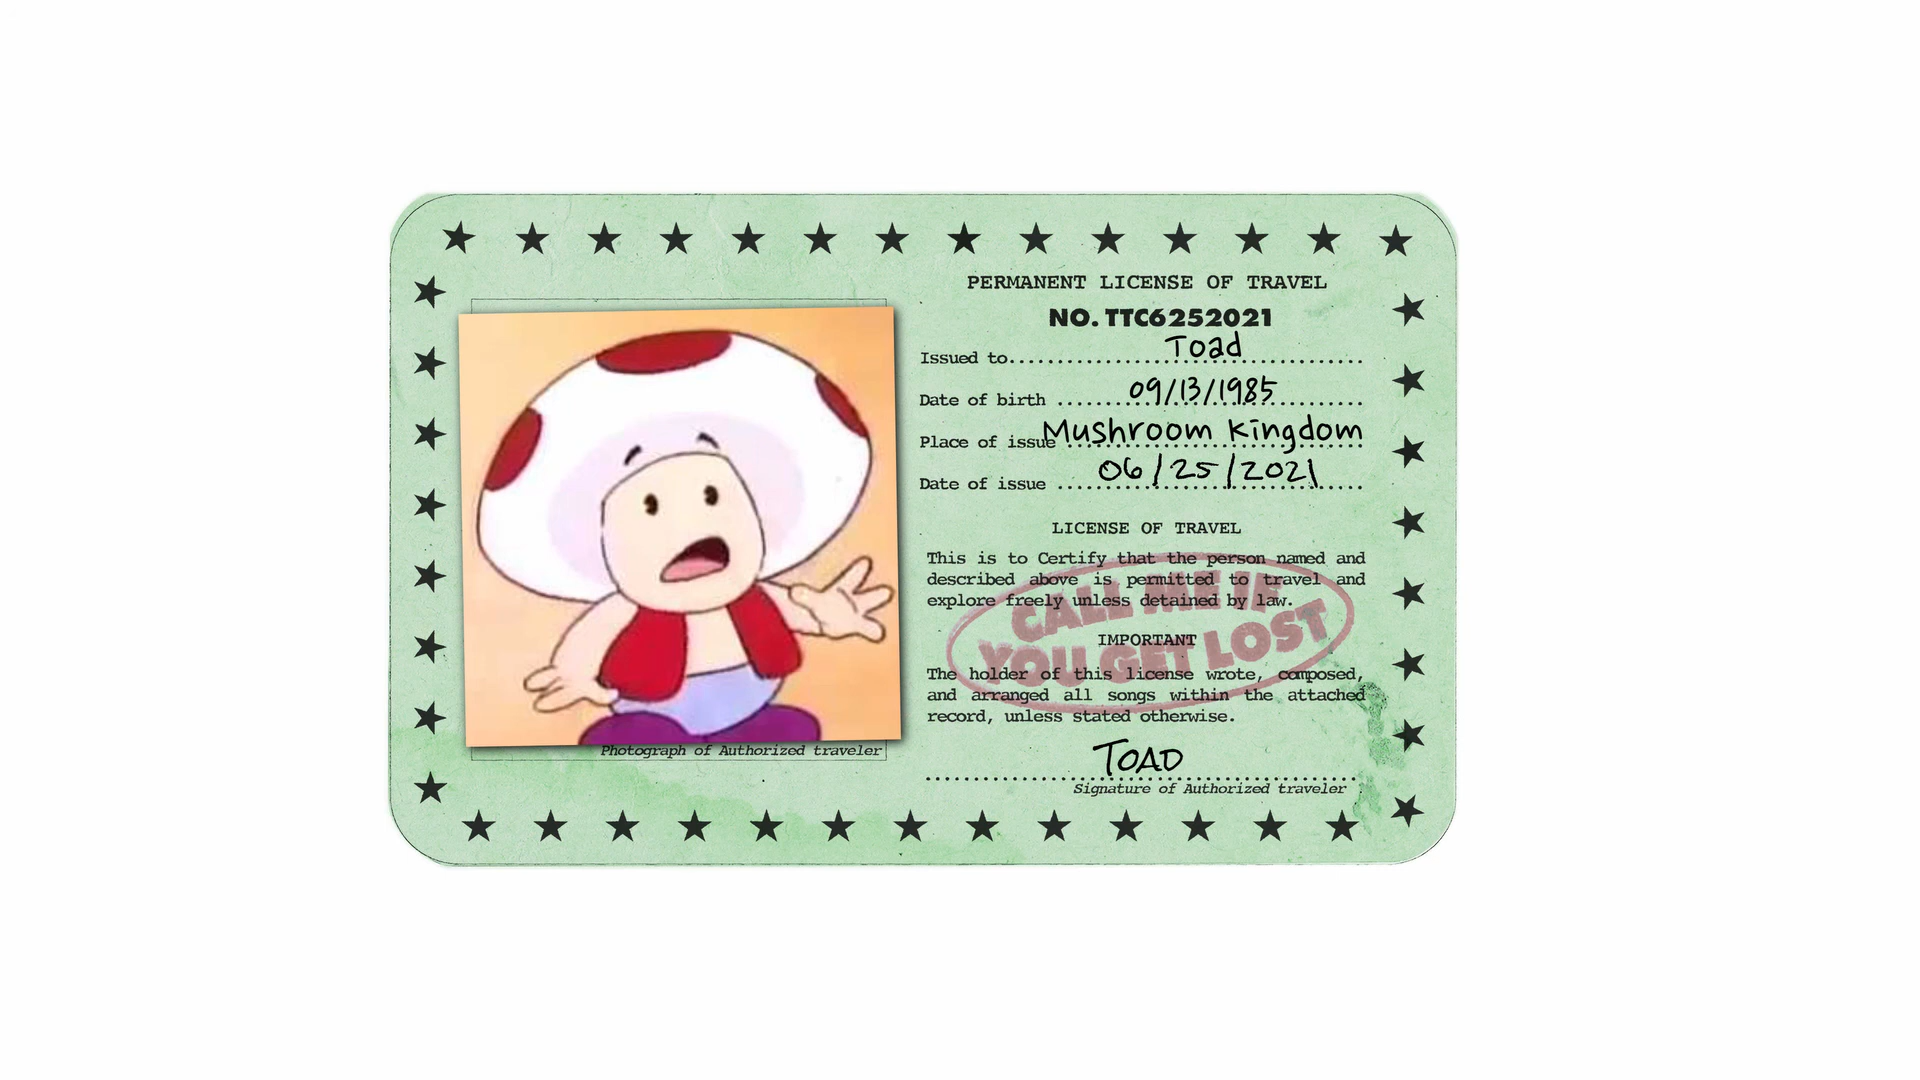 PERMANENT LICENSE OF TRAVEL
NO. TTC6252021
Issued to.......... Toad
Date of birth .......... 09/13/1985
Place of issue Mushroom Kingdom
Date of issue .......... 06/25/2021
LICENSE OF TRAVEL
This is to Certify that the person named and
described above is permitted to travel and
explore freely unless detained by law.
CALL ME IF
YOU GET LOST
IMPORTANT
The holder of this license wrote, composed,
and arranged all songs within the attached
record, unless stated otherwise.
TOAD
Signature of Authorized traveler
Photograph of Authorized traveler